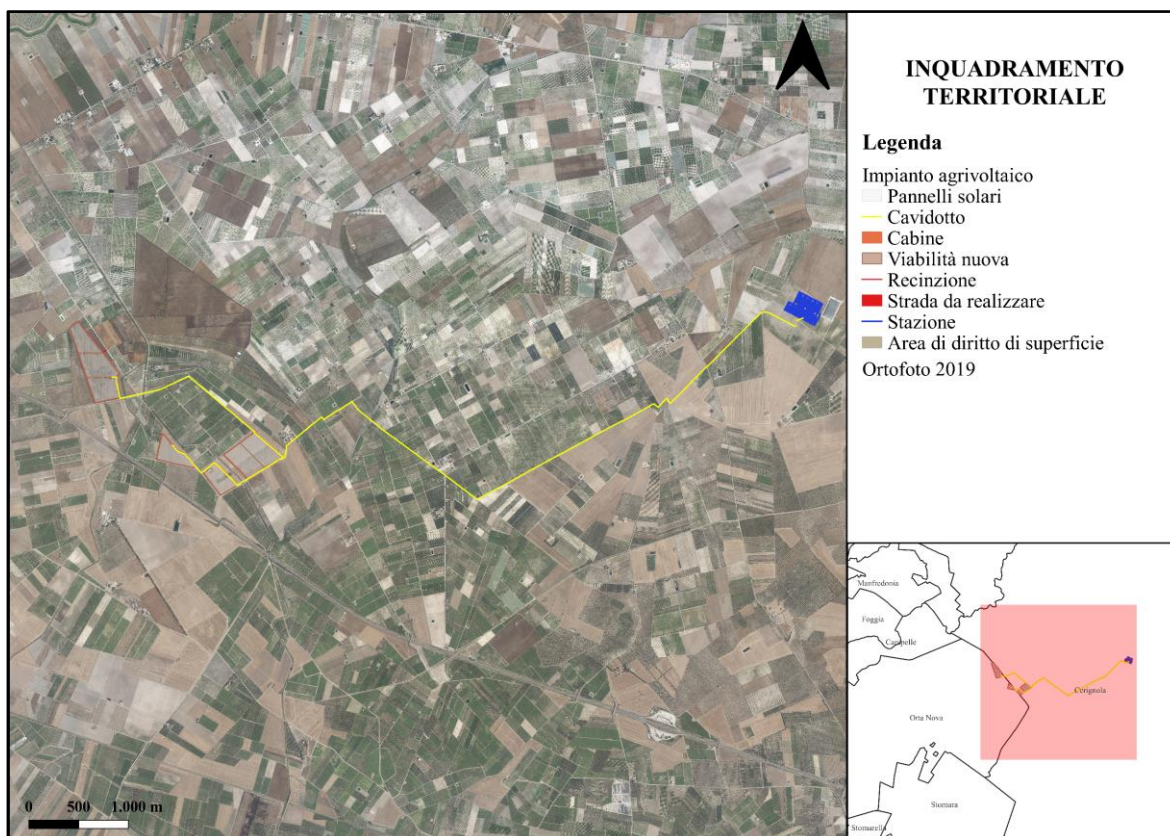 INQUADRAMENTO
TERRITORIALE
Legenda
Impianto agrivoltaico
Pannelli solari
Cavidotto
Cabine
Viabilità nuova
Recinzione
Strada da realizzare
Stazione
Area di diritto di superficie
Ortofoto 2019
0 500 1.000 m
Manfredonia
Foggia
Carapelle
Cerignola
Orta Nova
Stornara
Stornarella